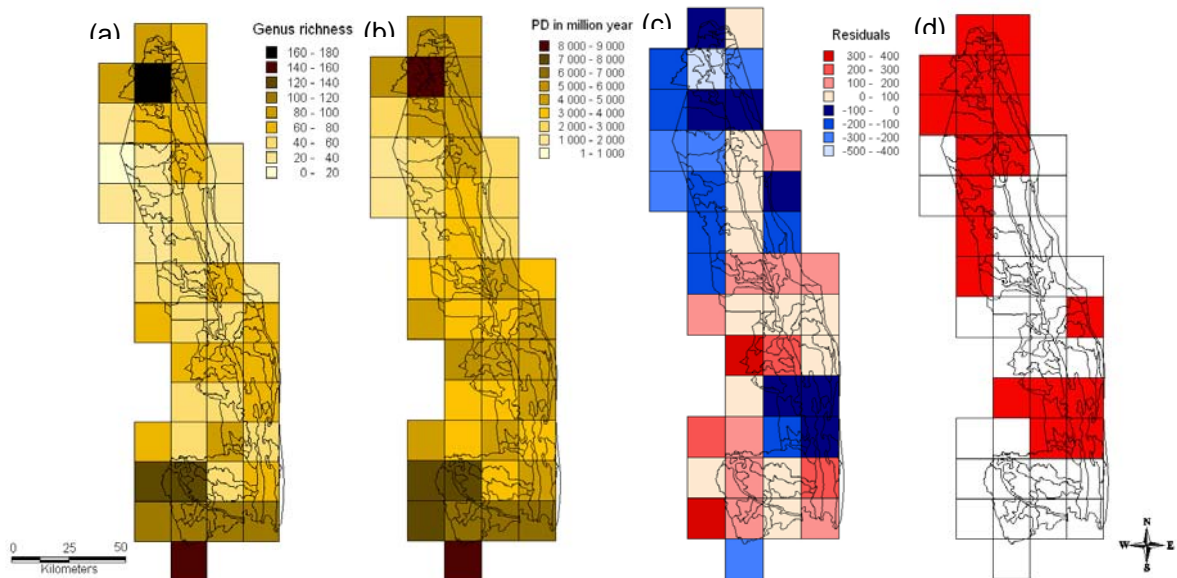 (a)
Genus richness
160 - 180
140 - 160
120 - 140
100 - 120
80 - 100
60 - 80
40 - 60
20 - 40
0 - 20
(b)
PD in million year
8 000 - 9 000
7 000 - 8 000
6 000 - 7 000
5 000 - 6 000
4 000 - 5 000
3 000 - 4 000
2 000 - 3 000
1 000 - 2 000
1 - 1 000
(c)
Residuals
300 - 400
200 - 300
100 - 200
0 - 100
-100 - 0
-200 - -100
-300 - -200
-500 - -400
(d)
0 25 50
Kilometers
N
W E
S